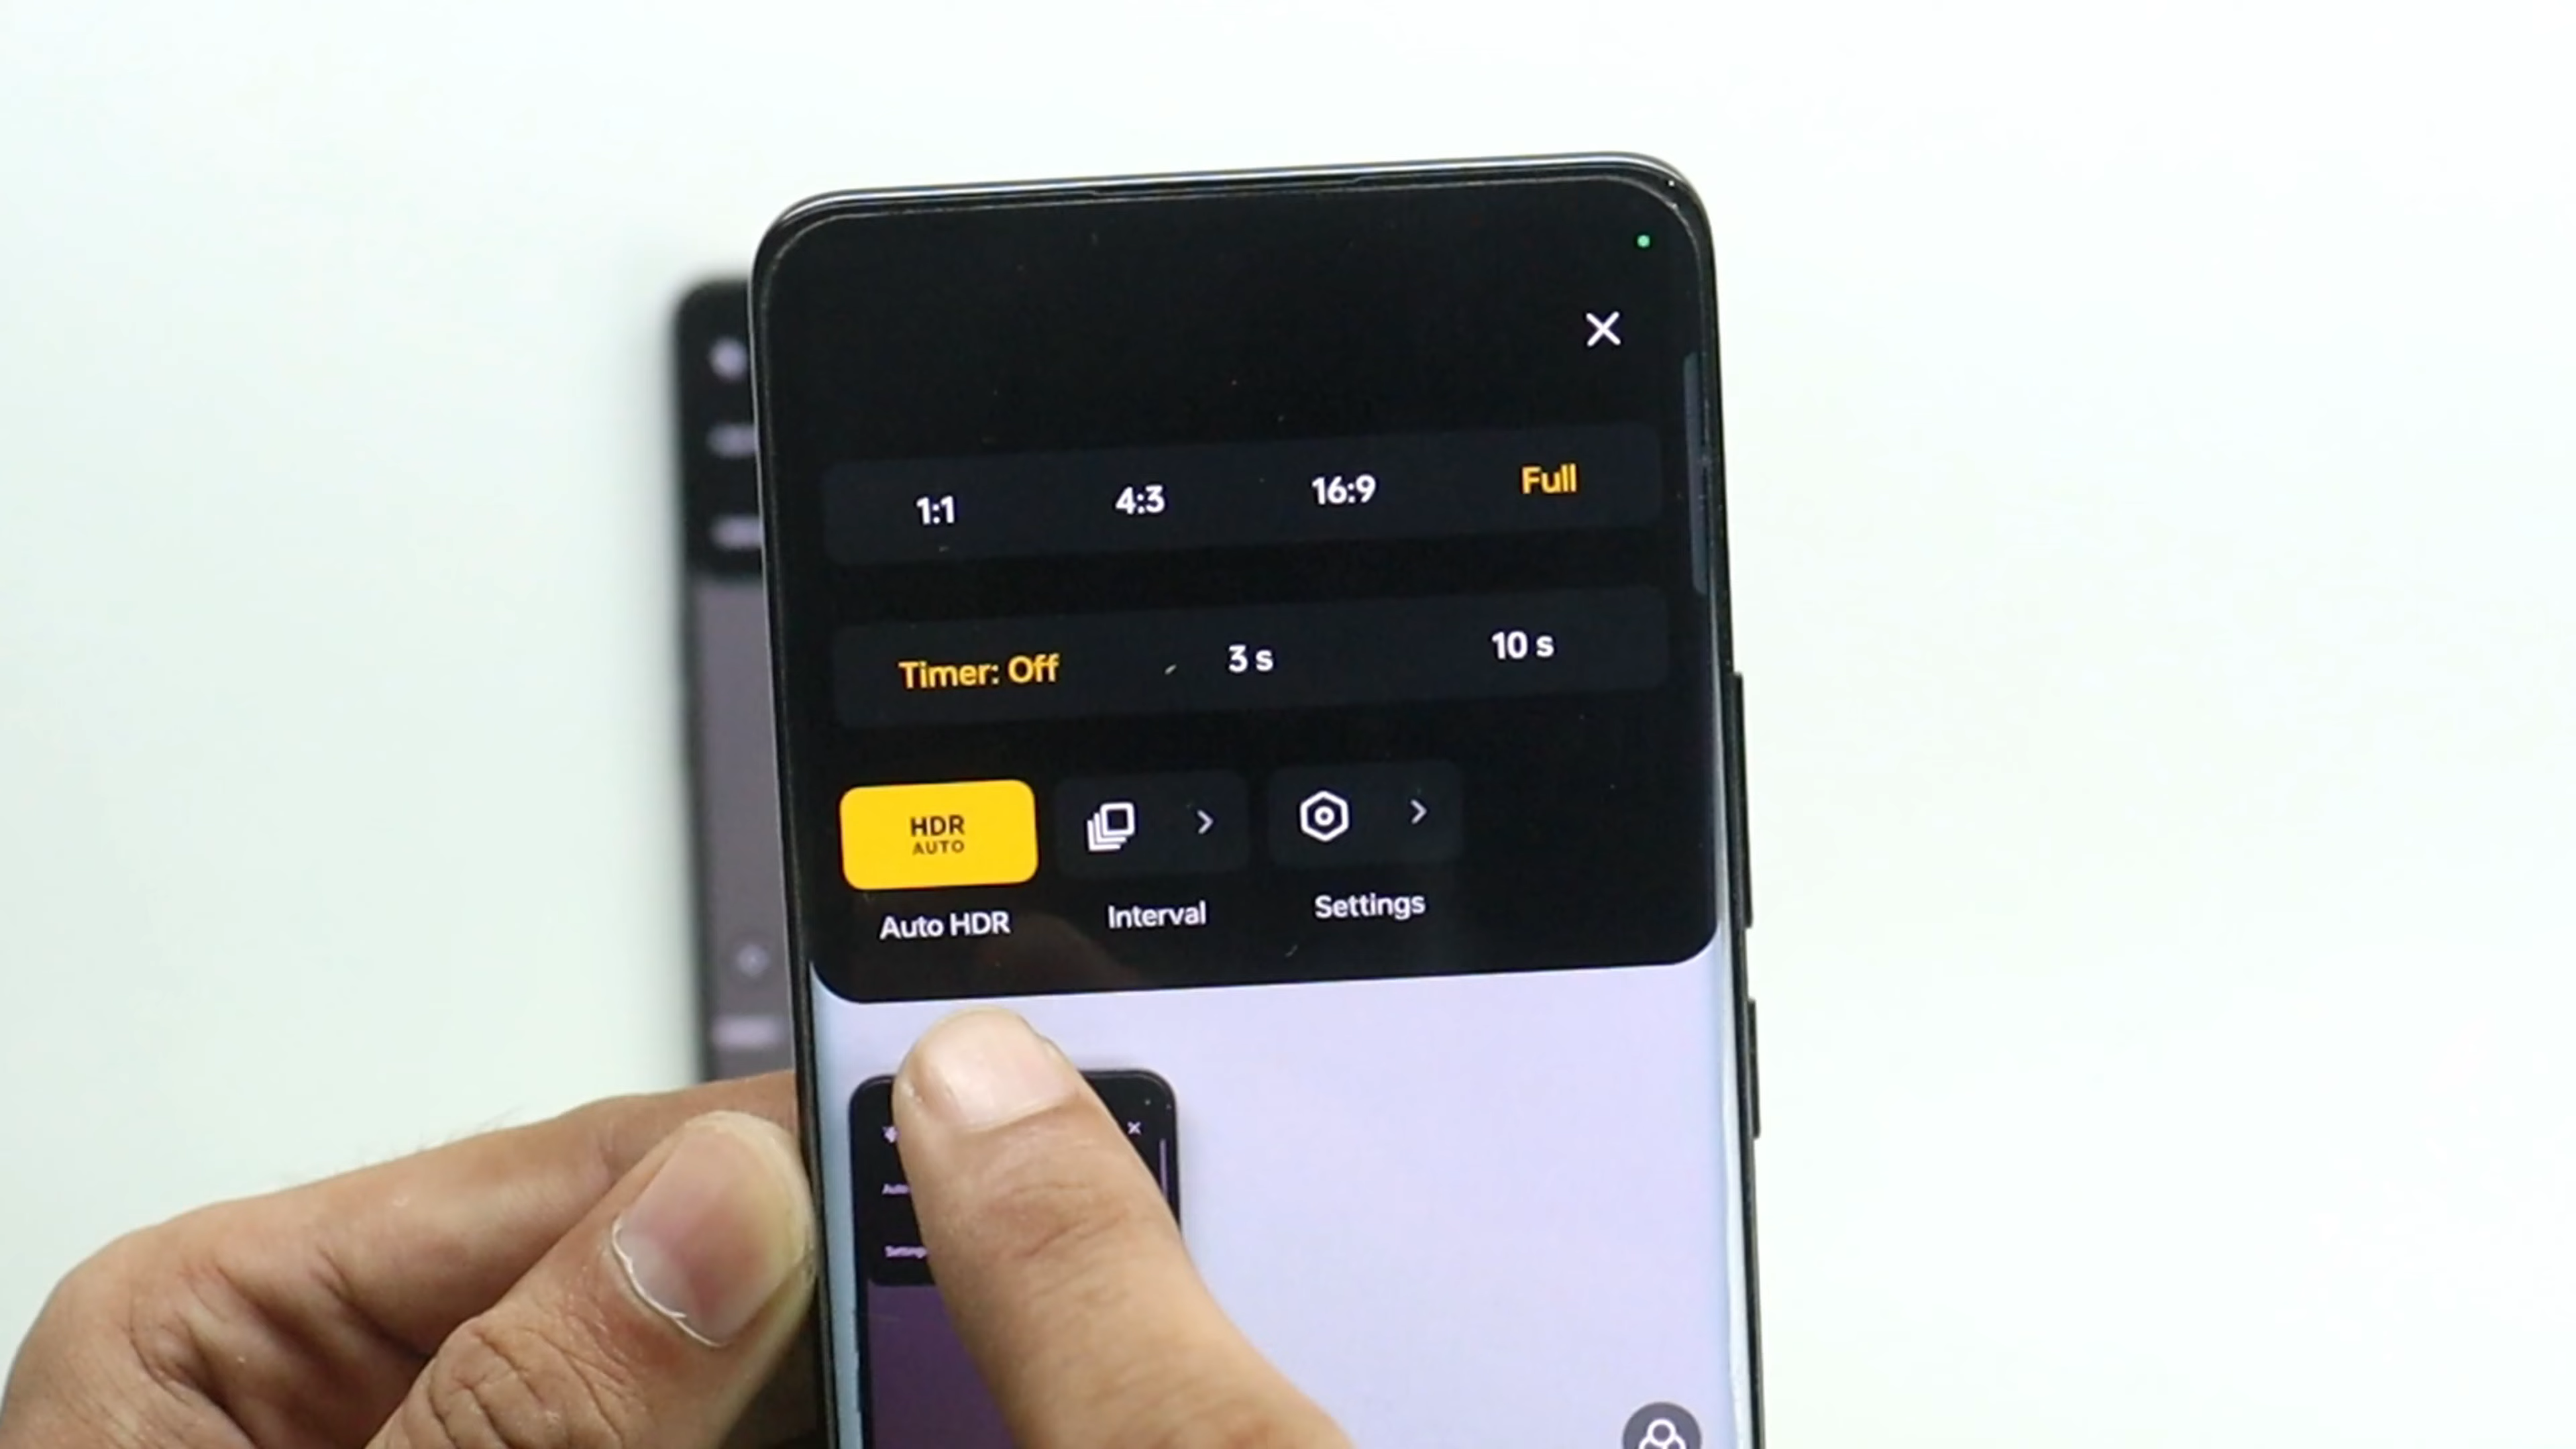 1:1 4:3 16:9 Full
Timer: Off 3 s 10 s
HDR
AUTO
Auto HDR Interval Settings